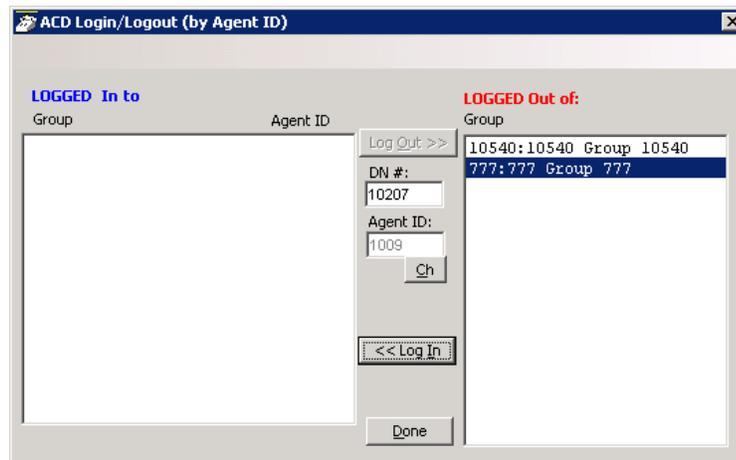 ACD Login/Logout (by Agent ID)
LOGGED In to
Group Agent ID
Log Out >>
DN #:
10207
Agent ID:
1009
Ch
<< Log In
Done
LOGGED Out of:
Group
10540:10540 Group 10540
777:777 Group 777